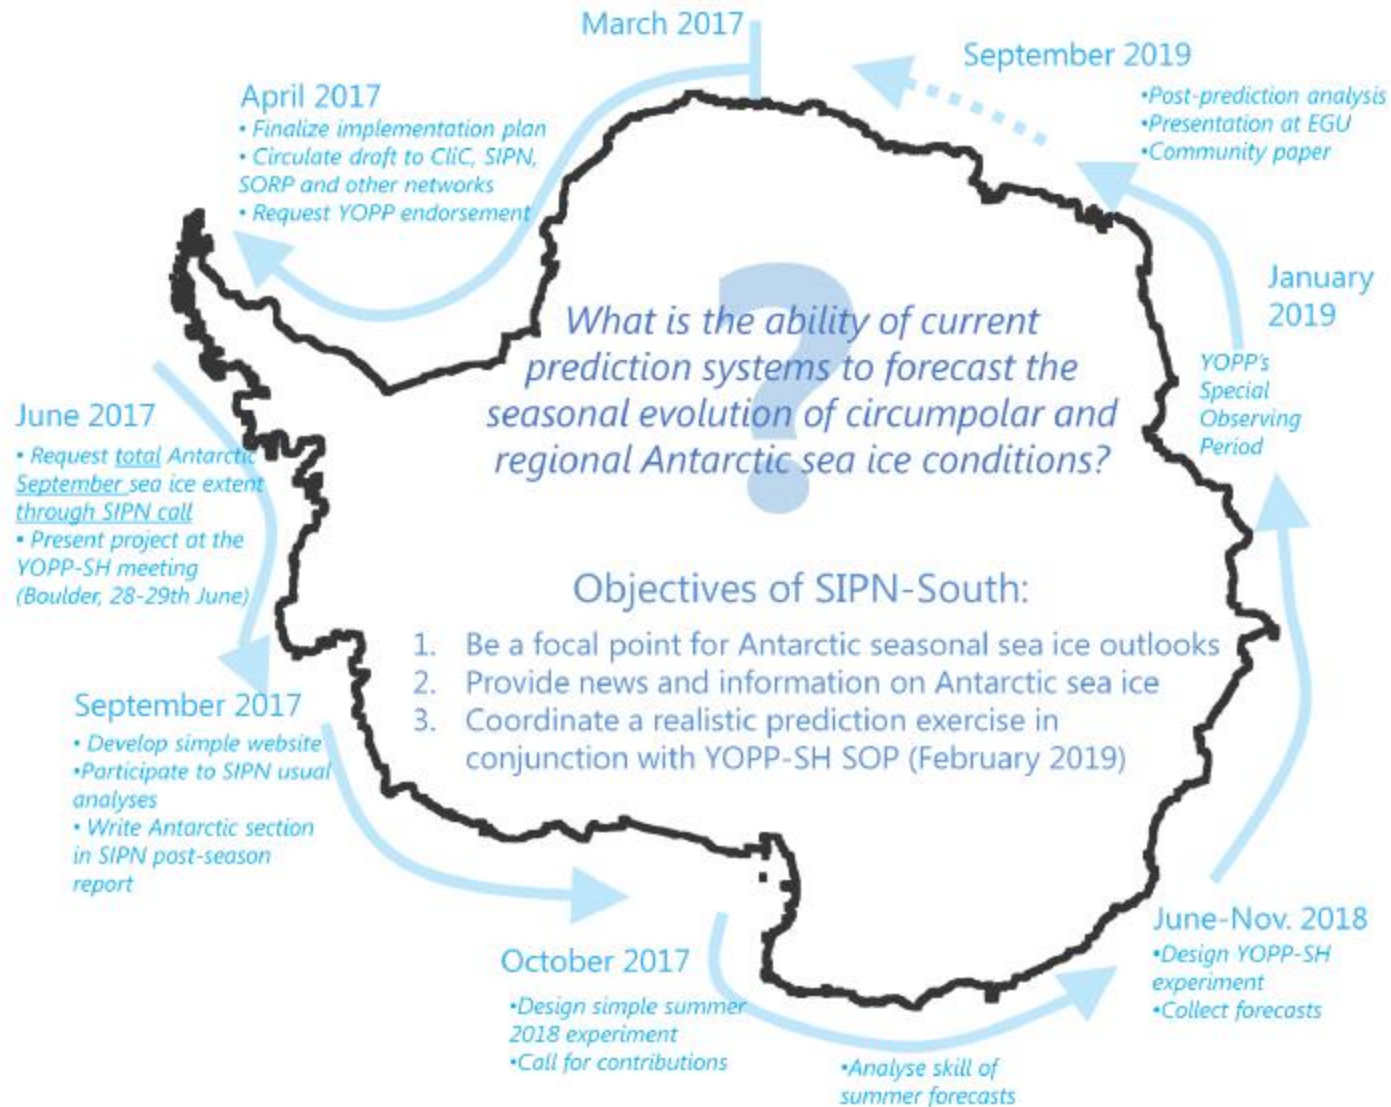 March 2017
April 2017
• Finalize implementation plan
• Circulate draft to CliC, SIPN,
SORP and other networks
• Request YOPP endorsement
June 2017
• Request total Antarctic
September sea ice extent
through SIPN call
• Present project at the
YOPP-SH meeting
(Boulder, 28-29th June)
September 2017
• Develop simple website
•Participate to SIPN usual
analyses
• Write Antarctic section
in SIPN post-season
report
October 2017
•Design simple summer
2018 experiment
•Call for contributions
•Analyse skill of
summer forecasts
June-Nov. 2018
•Design YOPP-SH
experiment
•Collect forecasts
January
2019
YOPP's
Special
Observing
Period
September 2019
•Post-prediction analysis
•Presentation at EGU
•Community paper
?
What is the ability of current
prediction systems to forecast the
seasonal evolution of circumpolar and
regional Antarctic sea ice conditions?
Objectives of SIPN-South:
1. Be a focal point for Antarctic seasonal sea ice outlooks
2. Provide news and information on Antarctic sea ice
3. Coordinate a realistic prediction exercise in
conjunction with YOPP-SH SOP (February 2019)